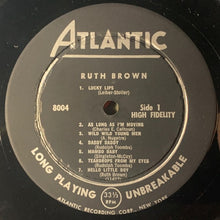 ATLANTIC
RUTH BROWN
8004
Side 1
HIGH FIDELITY
1. LUCKY LIPS
(Leiber-Stoller)
2. AS LONG AS I'M MOVING
(Charles E. Calhoun)
3. WILD WILD YOUNG MEN
(A. Nugetre)
4. DADDY DADDY
(Rudolph Toombs)
5. MAMBO BABY
(Singleton-McCoy)
6. TEARDROPS FROM MY EYES
(Rudolph Toombs)
7. HELLO LITTLE BOY
(Ruth Brown)
LONG PLAYING
33⅓
RPM
UNBREAKABLE
ATLANTIC RECORDING CORP., NEW YORK